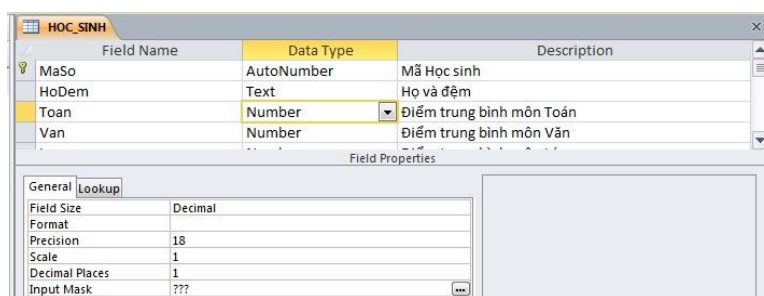 HOC_SINH
Field Name Data Type Description
MaSo AutoNumber Mã Học sinh
HoDem Text Họ và đệm
Toan Number Điểm trung bình môn Toán
Van Number Điểm trung bình môn Văn
Field Properties
General Lookup
Field Size Decimal
Format
Precision 18
Scale 1
Decimal Places 1
Input Mask ???